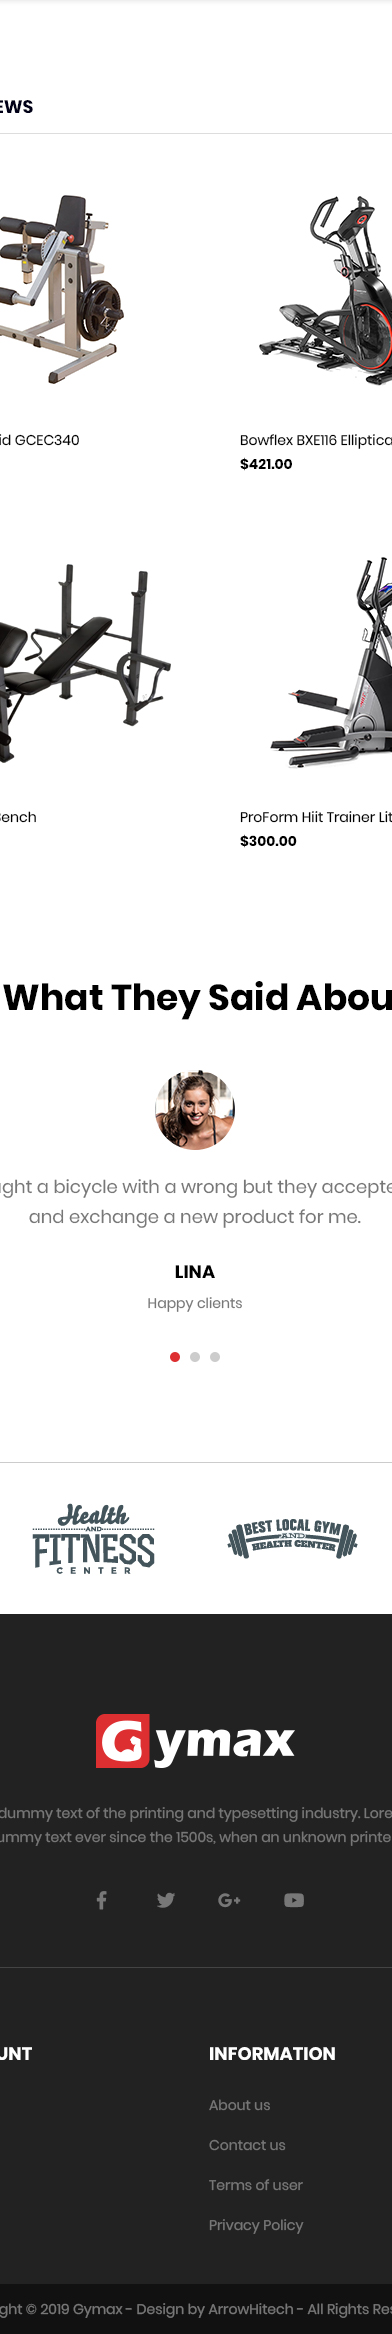 EWS
id GCEC340
Bowflex BXE116 Elliptica
$421.00
Bench
ProForm Hiit Trainer Lit
$300.00
What They Said Abou
ght a bicycle with a wrong but they accepte
and exchange a new product for me.
LINA
Happy clients
Health
AND
FITNESS
CENTER
BEST LOCAL GYM
AND
HEALTH CENTER
Gymax
dummy text of the printing and typesetting industry. Lore
ummy text ever since the 1500s, when an unknown printe
UNT
INFORMATION
About us
Contact us
Terms of user
Privacy Policy
ght © 2019 Gymax - Design by ArrowHitech - All Rights Res